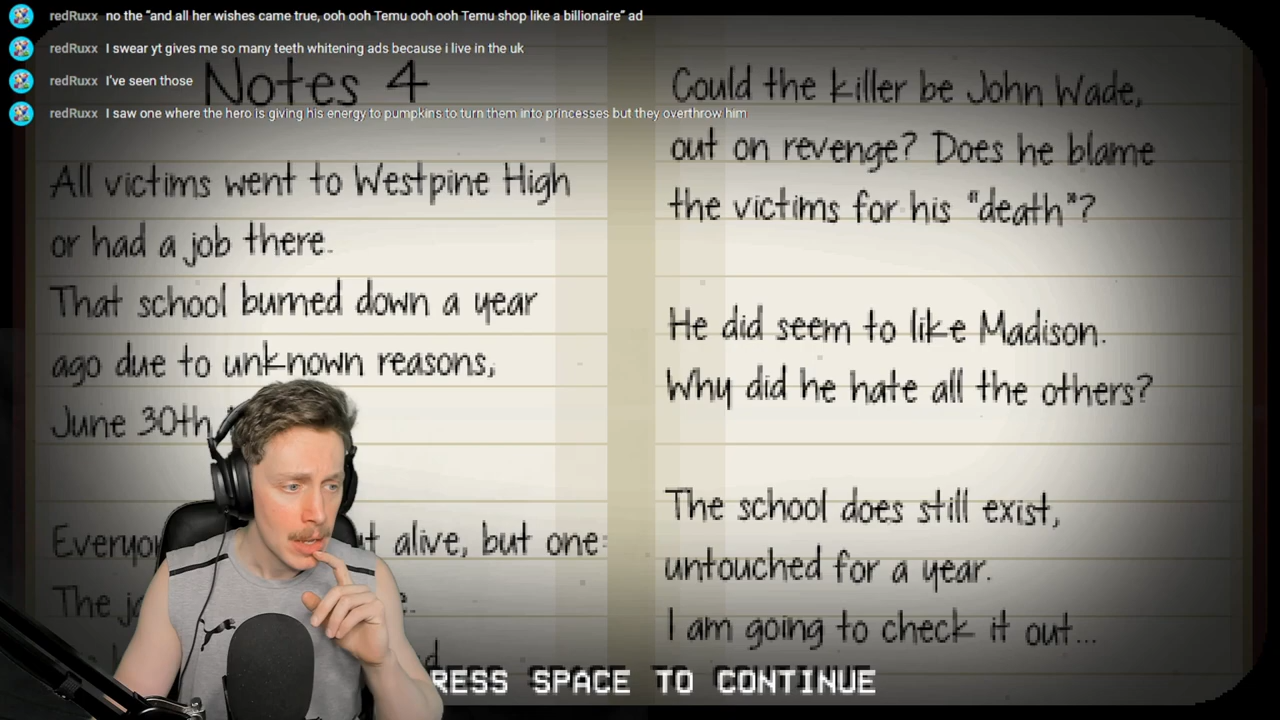 redRuxx no the “and all her wishes came true, ooh ooh Temu ooh ooh Temu shop like a billionaire” ad
redRuxx I swear yt gives me so many teeth whitening ads because i live in the uk
redRuxx I've seen those
redRuxx I saw one where the hero is giving his energy to pumpkins to turn them into princesses but they overthrow him
Notes 4
All victims went to Westpine High
or had a job there.
That school burned down a year
ago due to unknown reasons,
June 30th
alive, but one:
The
Could the killer be John Wade,
out on revenge? Does he blame
the victims for his "death"?
He did seem to like Madison.
Why did he hate all the others?
The school does still exist,
untouched for a year.
I am going to check it out...
RESS SPACE TO CONTINUE